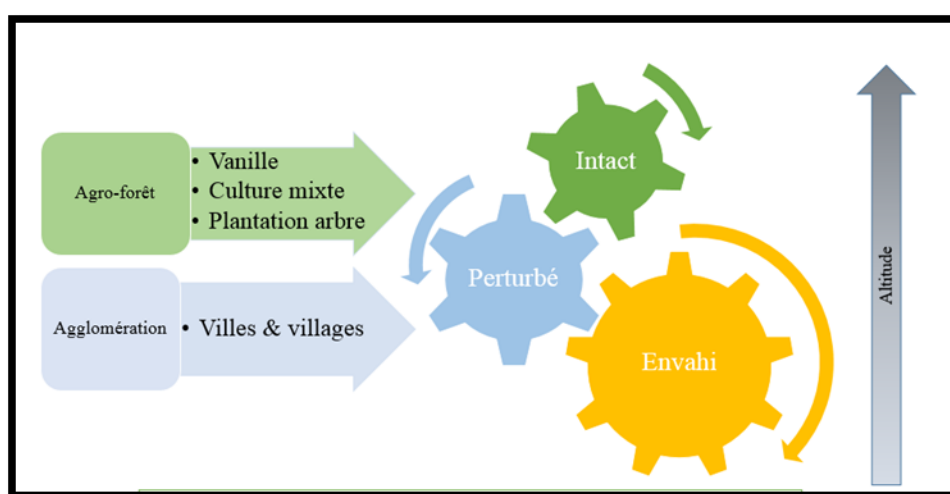 Agro-forêt
• Vanille
• Culture mixte
• Plantation arbre
Agglomération
• Villes & villages
Intact
Perturbé
Envahi
Altitude